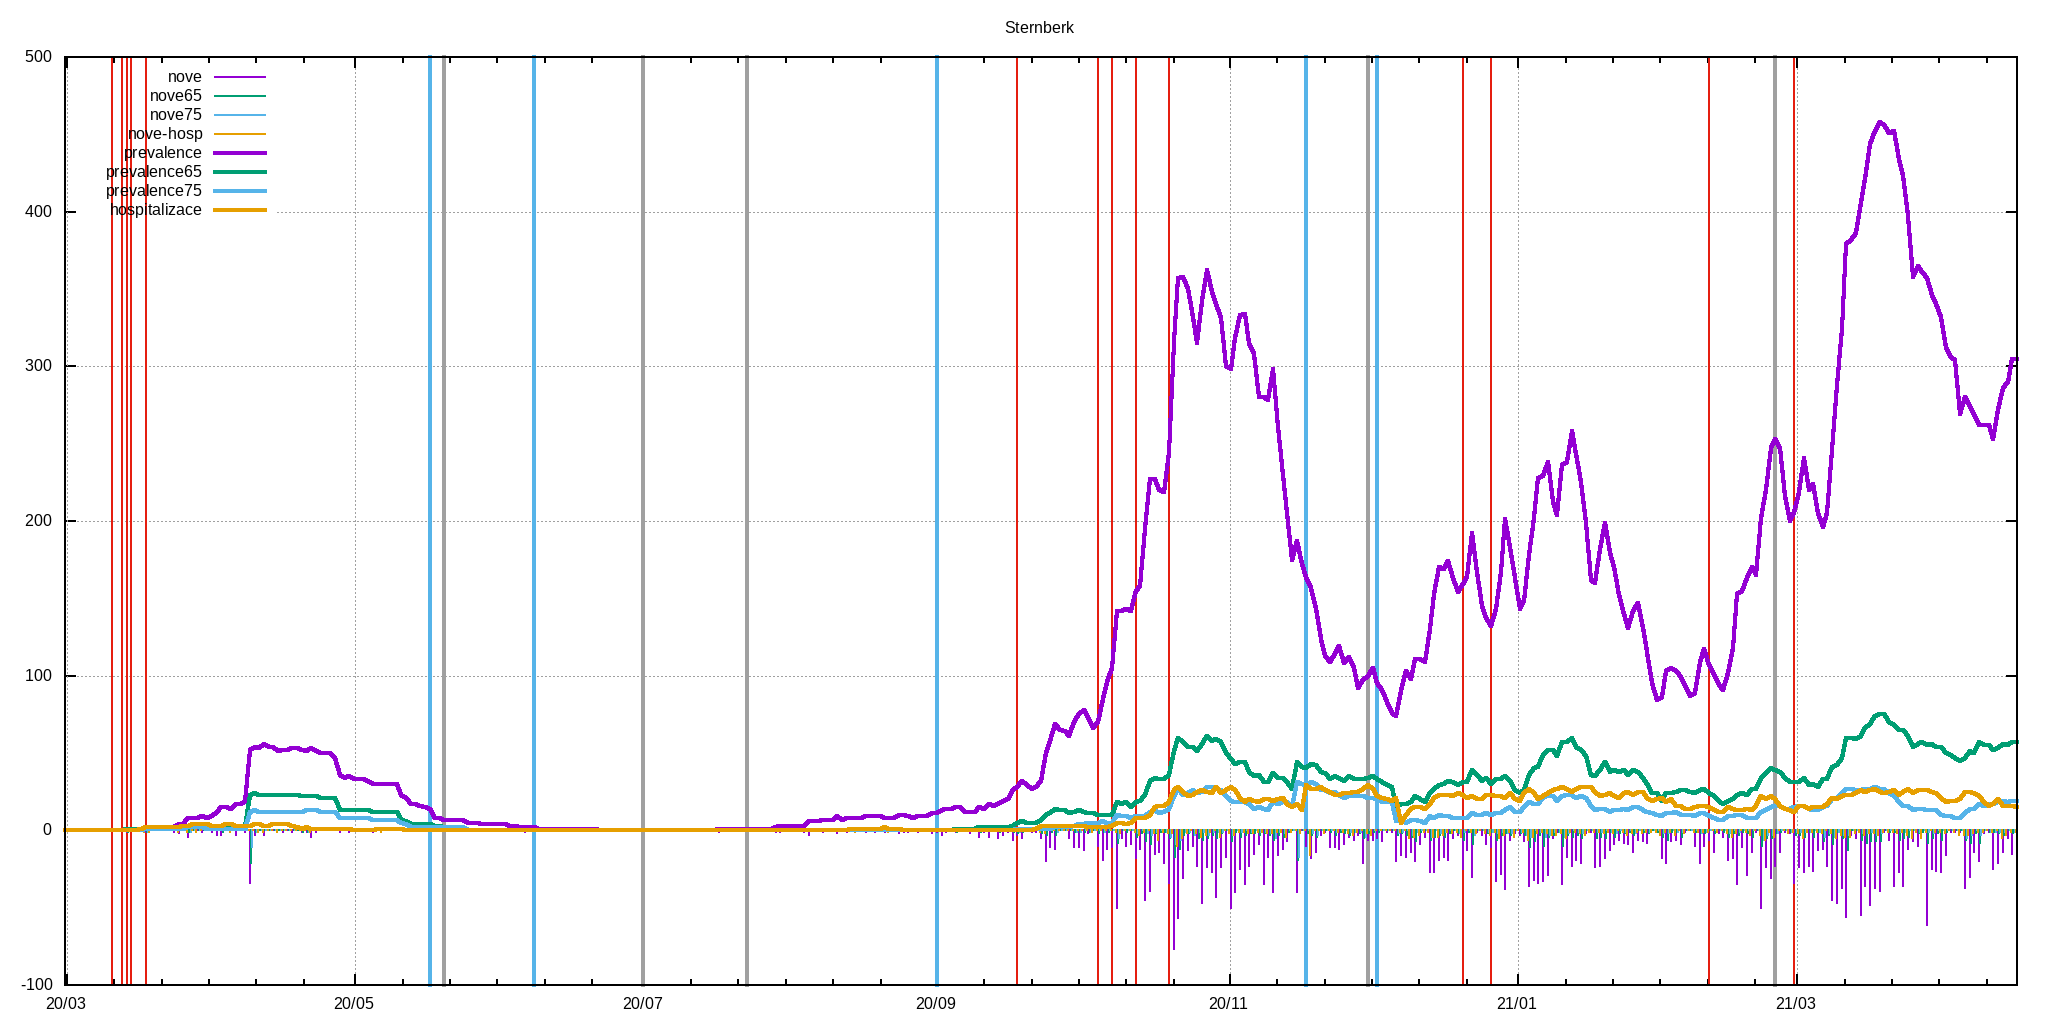 Sternberk
500
nove
nove65
nove75
nove-hosp
prevalence
prevalence65
prevalence75
hospitalizace
400
300
200
100
0
-100
20/03 20/05 20/07 20/09 20/11 21/01 21/03